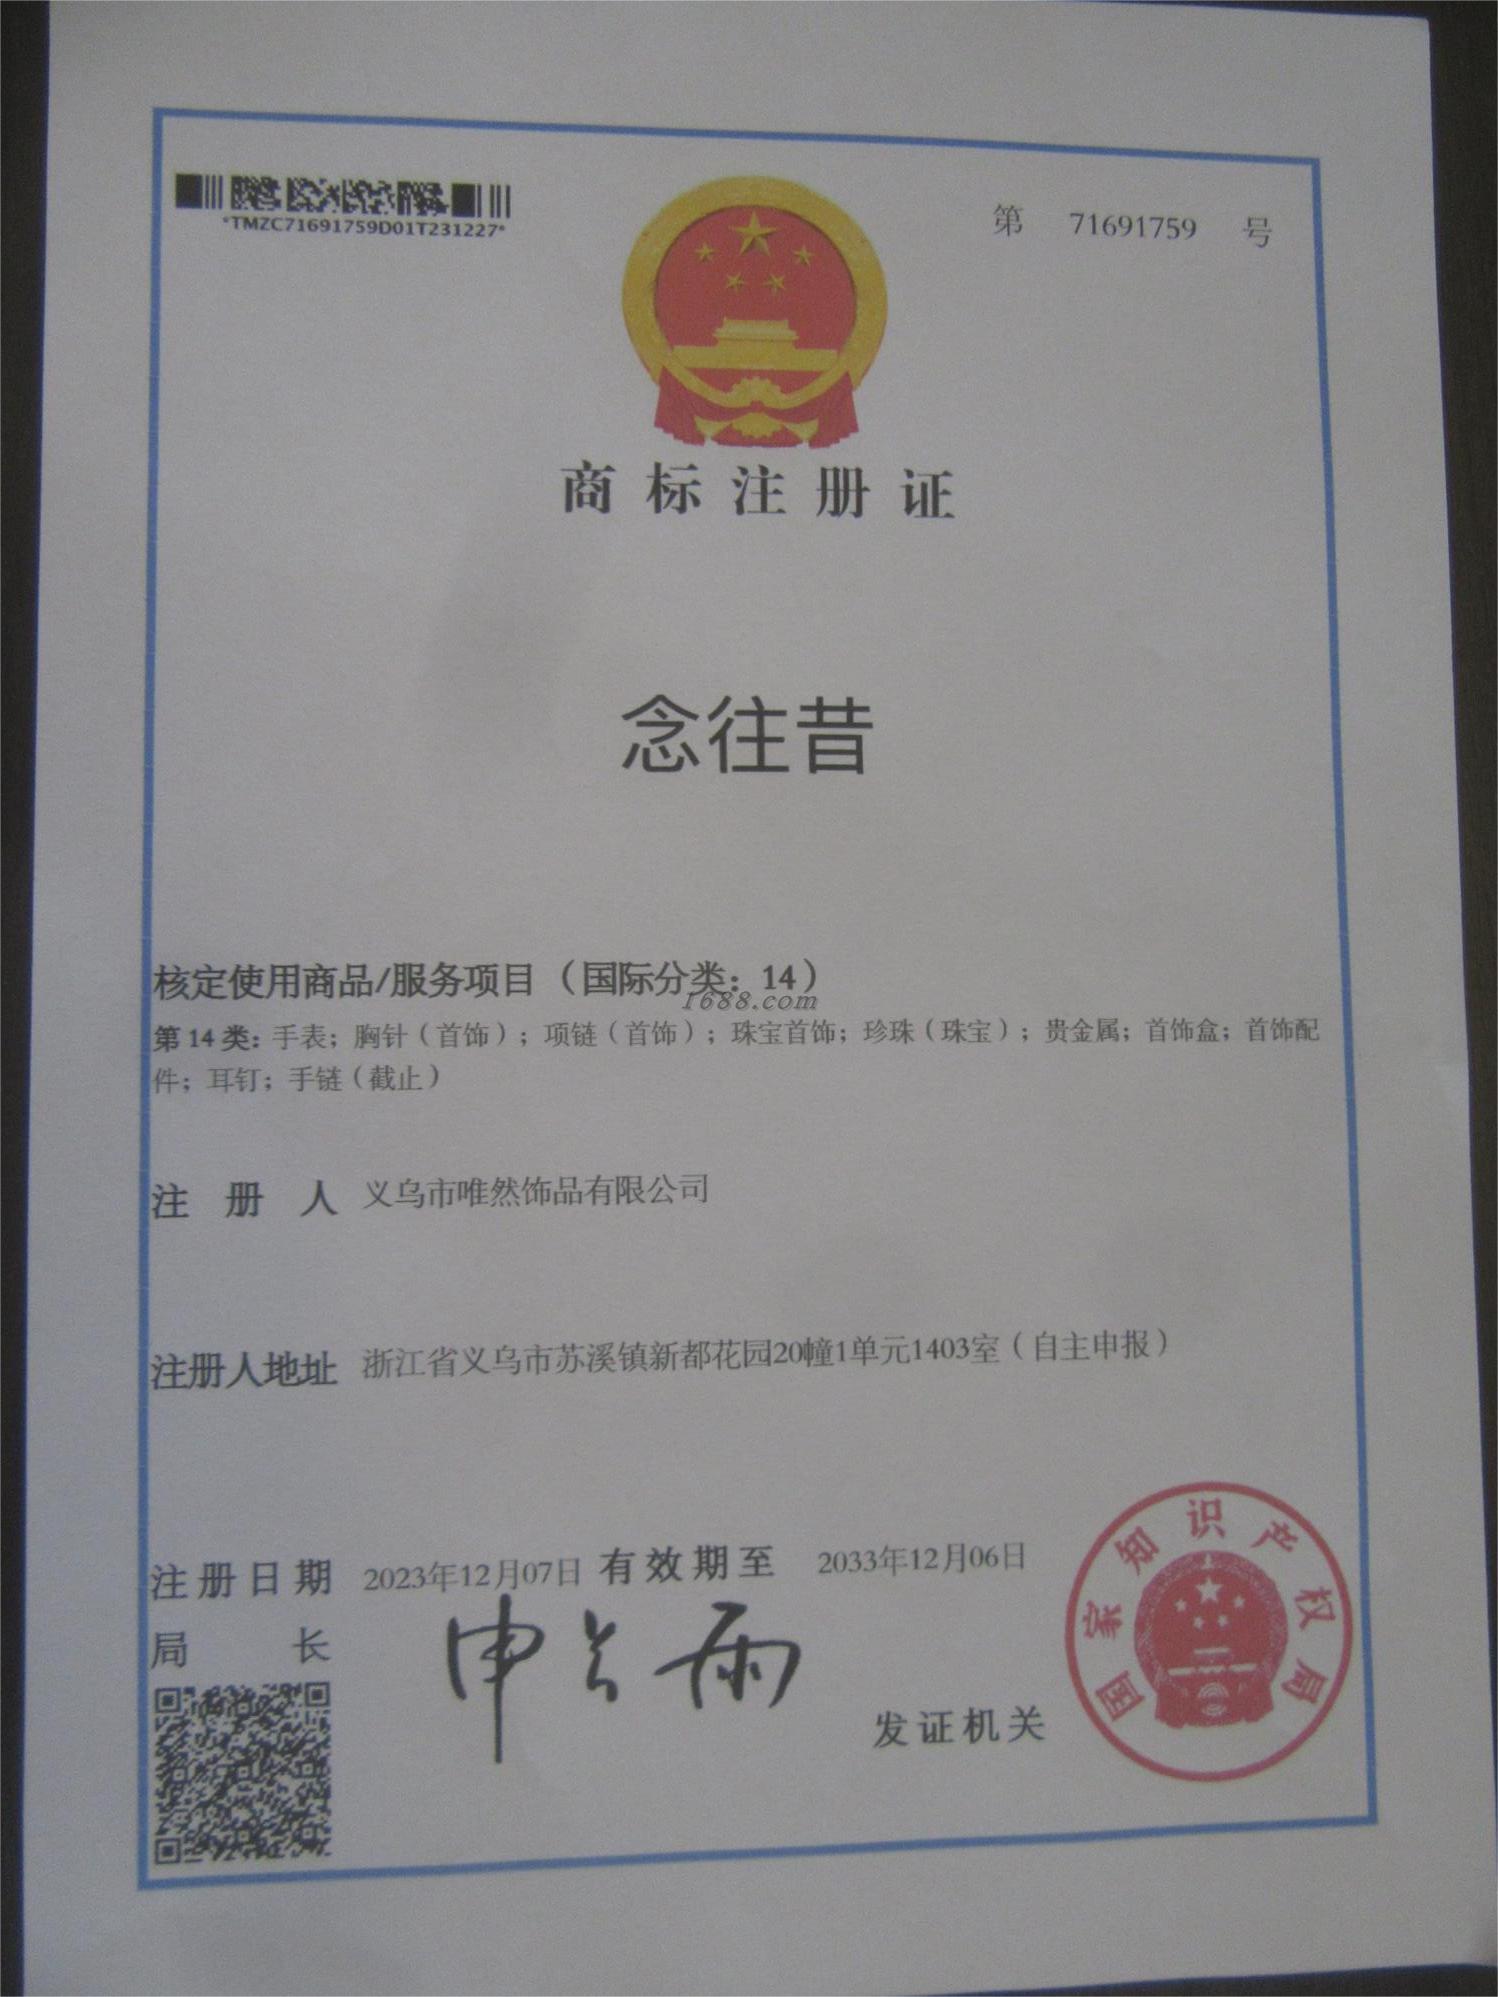 *TMZC71691759D01T231227*
第 71691759 号
商标注册证
念往昔
核定使用商品/服务项目（国际分类：14）
1688.com
第14类：手表；胸针（首饰）；项链（首饰）；珠宝首饰；珍珠（珠宝）；贵金属；首饰盒；首饰配
件；耳钉；手链（截止）
注册人 义乌市唯然饰品有限公司
注册人地址 浙江省义乌市苏溪镇新都花园20幢1单元1403室（自主申报）
注册日期 2023年12月07日 有效期至 2033年12月06日
局长 申长雨
发证机关
国家知识产权局